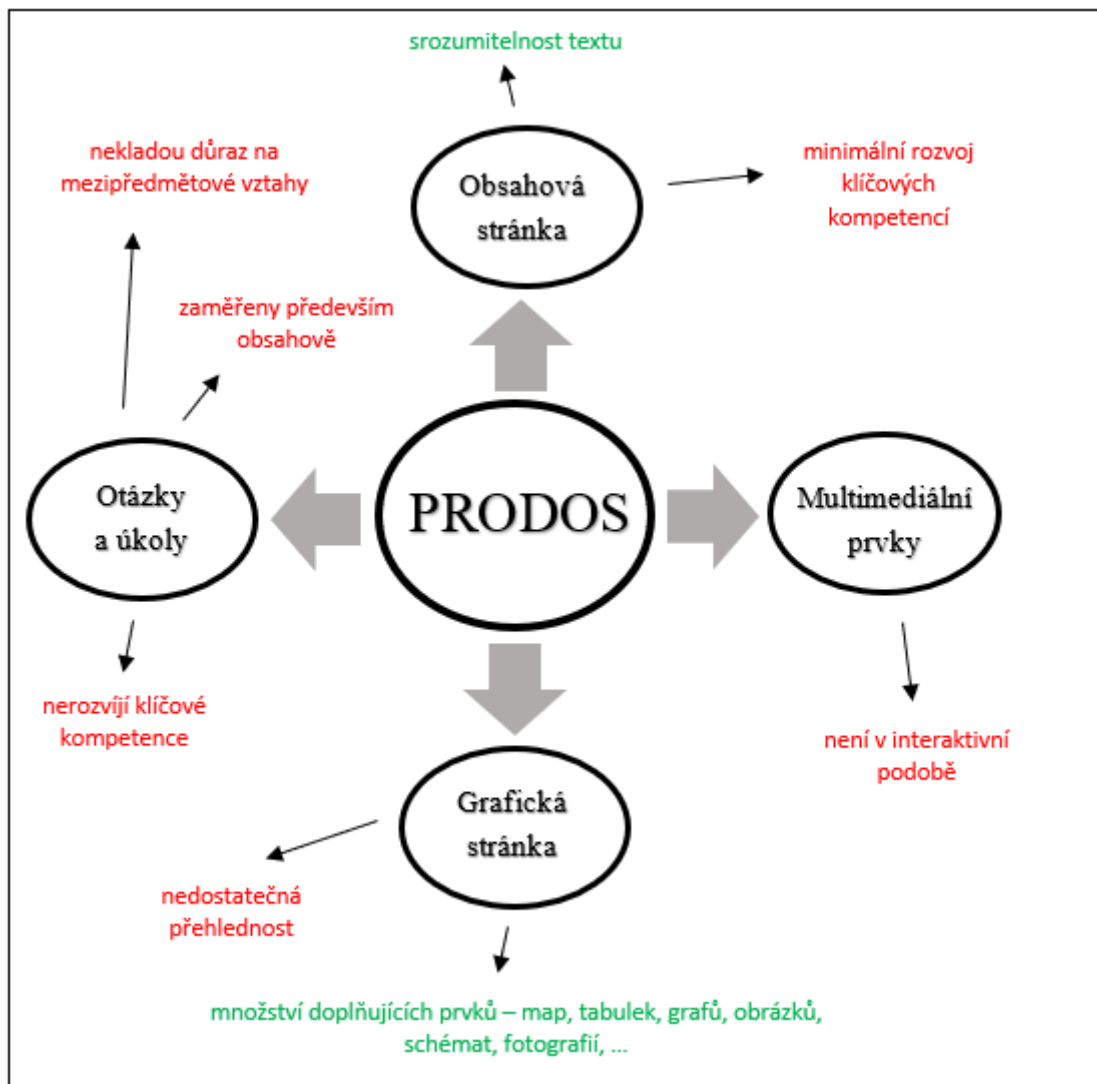 srozumitelnost textu
nekladou důraz na
mezipředmětové vztahy
Obsahová
stránka
minimální rozvoj
klíčových
kompetencí
zaměřeny především
obsahově
Otázky
a úkoly
PRODOS
Multimediální
prvky
nerozvíjí klíčové
kompetence
není v interaktivní
podobě
Grafická
stránka
nedostatečná
přehlednost
množství doplňujících prvků – map, tabulek, grafů, obrázků,
schémat, fotografií, ...